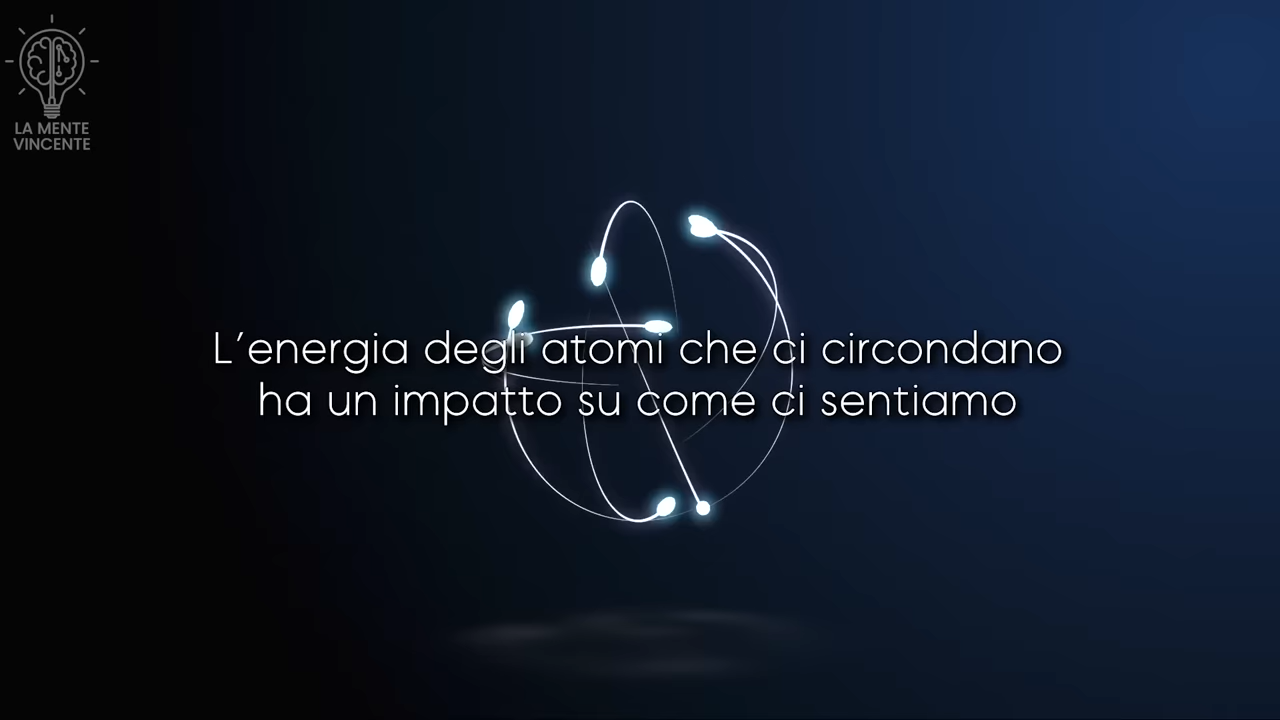 LA MENTE
VINCENTE
L'energia degli atomi che ci circondano
ha un impatto su come ci sentiamo